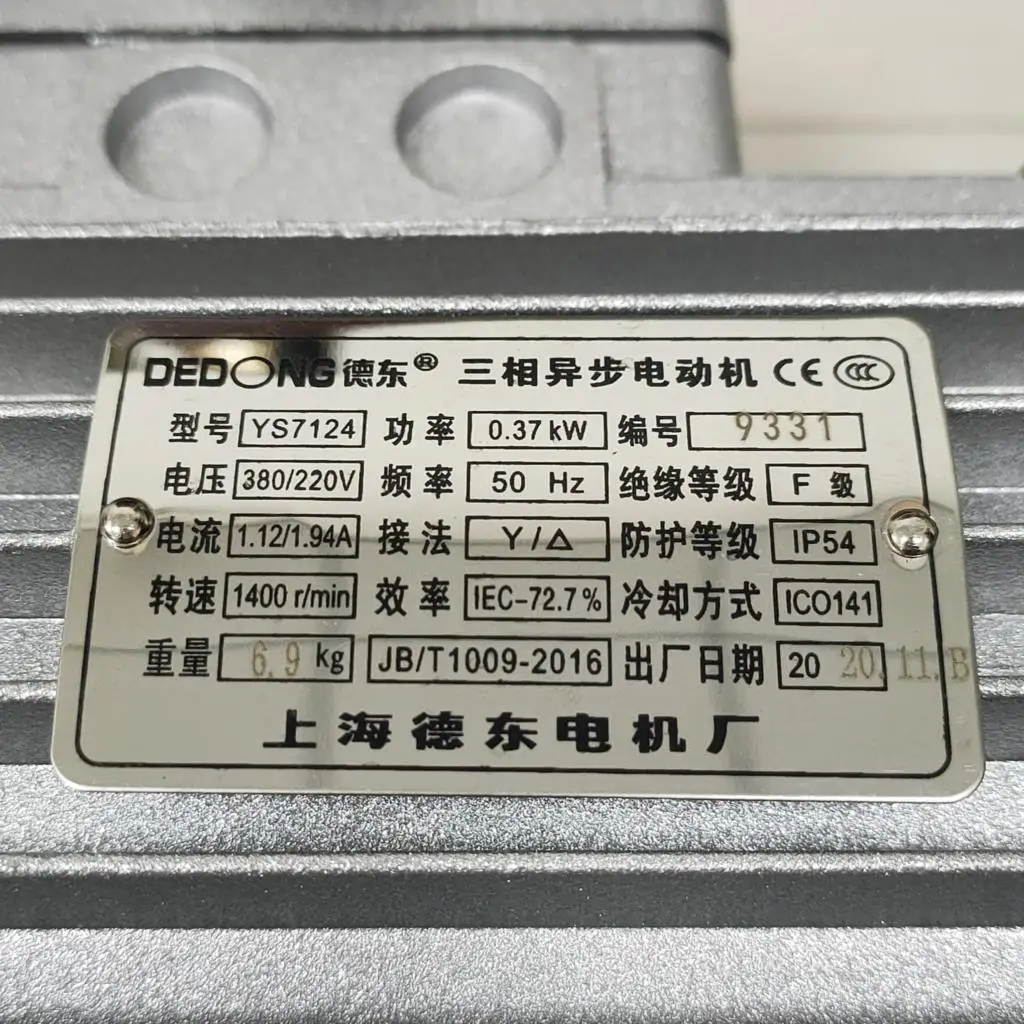 DEDONG德东® 三相异步电动机 CE CCC
型号 YS7124 功率 0.37kW 编号 9331
电压 380/220V 频率 50 Hz 绝缘等级 F 级
电流 1.12/1.94A 接法 Y/△ 防护等级 IP54
转速 1400 r/min 效率 IEC-72.7% 冷却方式 ICO141
重量 6.9 kg JB/T1009-2016 出厂日期 20 20.11.B
上海德东电机厂